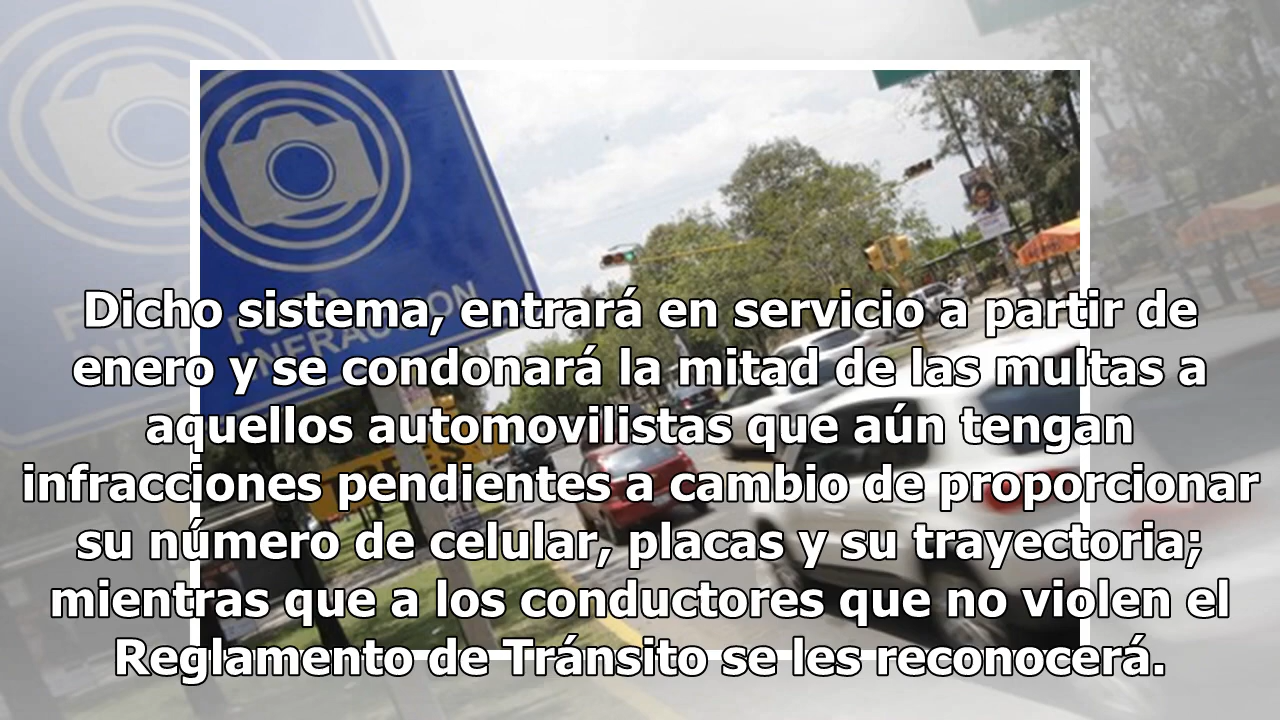 Dicho sistema, entrará en servicio a partir de
enero y se condonará la mitad de las multas a
aquellos automovilistas que aún tengan
infracciones pendientes a cambio de proporcionar
su número de celular, placas y su trayectoria;
mientras que a los conductores que no violen el
Reglamento de Tránsito se les reconocerá.
INFRACCIÓN